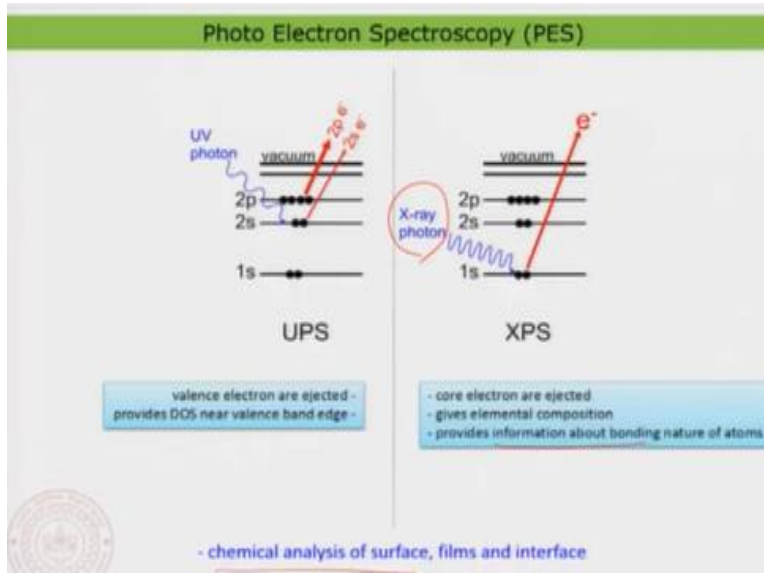 Photo Electron Spectroscopy (PES)
UV
photon
vacuum
2p e⁻
2s e⁻
2p
2s
1s
UPS
X-ray
photon
vacuum
e⁻
2p
2s
1s
XPS
valence electron are ejected -
provides DOS near valence band edge -
- core electron are ejected
- gives elemental composition
- provides information about bonding nature of atoms
- chemical analysis of surface, films and interface